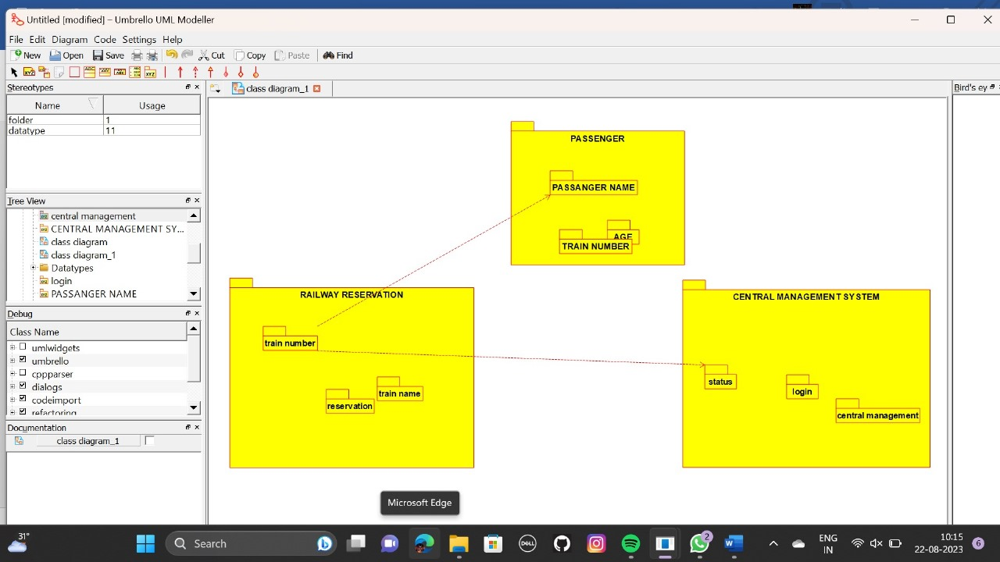 Untitled [modified] – Umbrello UML Modeller
File Edit Diagram Code Settings Help
New Open Save Cut Copy Paste Find
Stereotypes
Name Usage
folder 1
datatype 11
Tree View
central management
CENTRAL MANAGEMENT SY...
class diagram
class diagram_1
Datatypes
login
PASSANGER NAME
Debug
Class Name
umlwidgets
umbrello
cppparser
dialogs
codeimport
refactoring
Documentation
class diagram_1
class diagram_1
Bird's ey
PASSENGER
PASSANGER NAME
AGE
TRAIN NUMBER
RAILWAY RESERVATION
train number
train name
reservation
CENTRAL MANAGEMENT SYSTEM
status
login
central management
Microsoft Edge
31°
Search
DELL
2
W
ENG
IN
10:15
22-08-2023
6